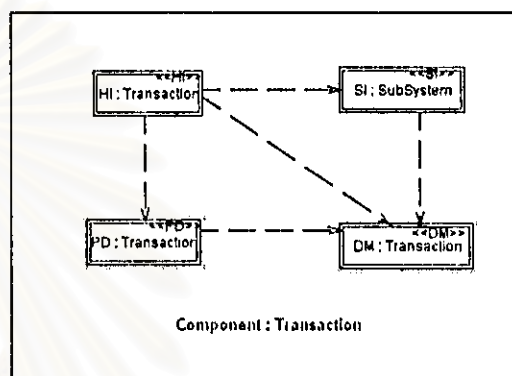 <<HI>>
HI : Transaction
<<SI>>
SI : SubSystem
<<PD>>
PD : Transaction
<<DM>>
DM : Transaction
Component : Transaction